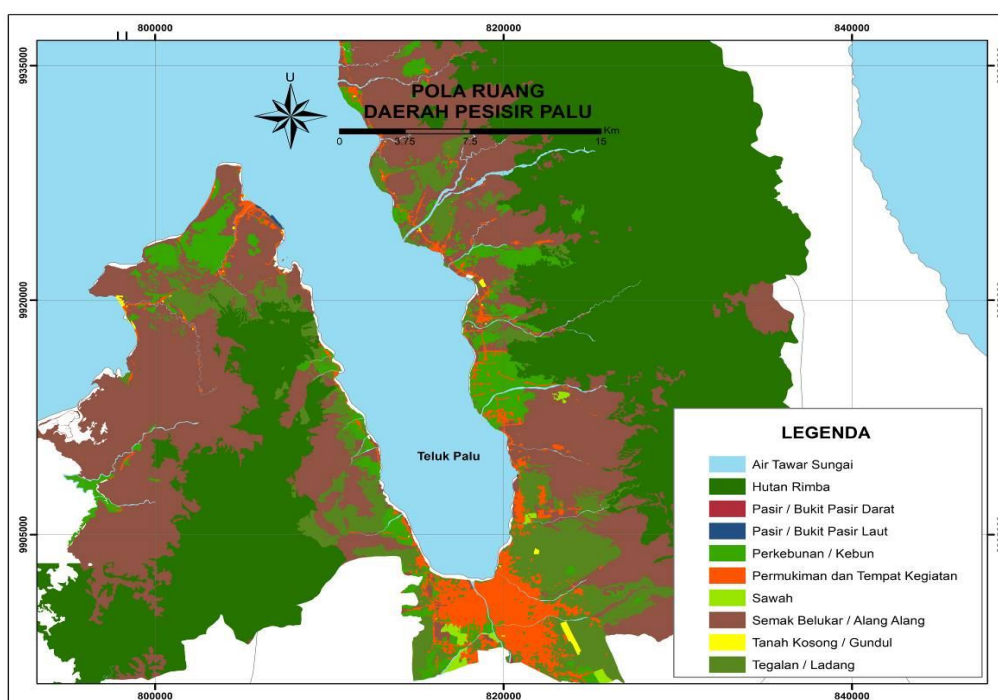 800000 820000 840000
9935000
U
POLA RUANG
DAERAH PESISIR PALU
Km
0 3.75 7.5 15
9920000
Teluk Palu
9905000
LEGENDA
Air Tawar Sungai
Hutan Rimba
Pasir / Bukit Pasir Darat
Pasir / Bukit Pasir Laut
Perkebunan / Kebun
Permukiman dan Tempat Kegiatan
Sawah
Semak Belukar / Alang Alang
Tanah Kosong / Gundul
Tegalan / Ladang
800000 820000 840000